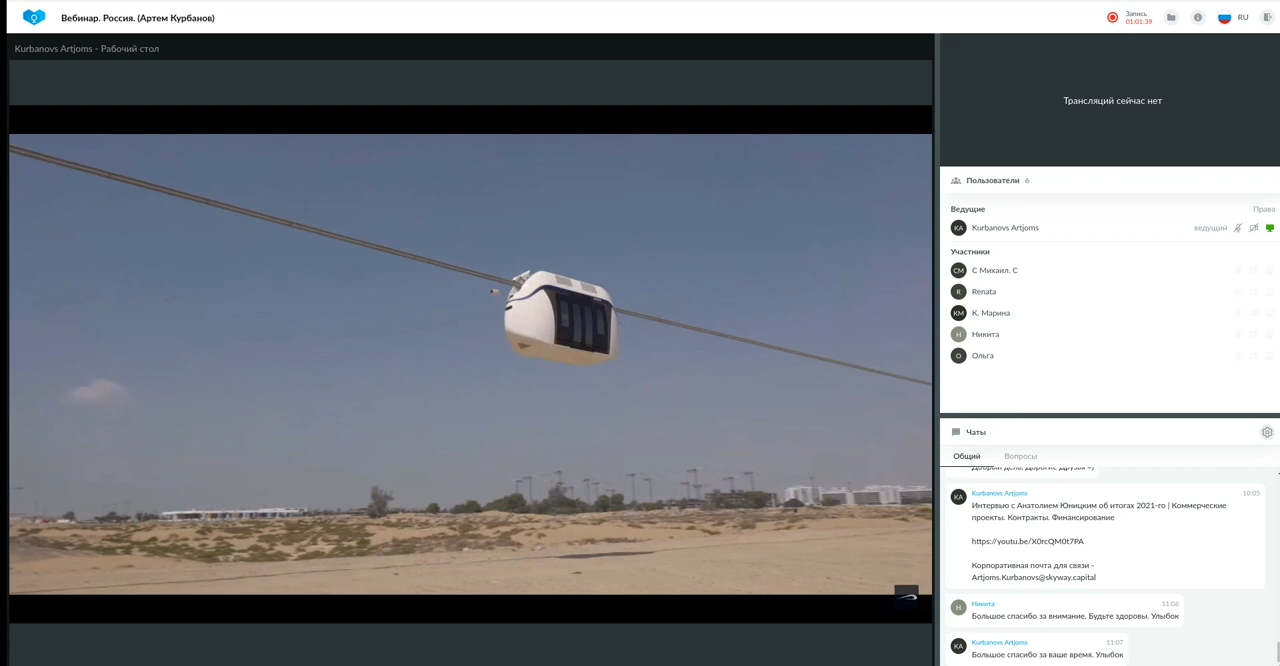 Вебинар. Россия. (Артем Курбанов)
Запись
01:01:39
RU
Kurbanovs Artjoms - Рабочий стол
Трансляций сейчас нет
Пользователи 6
Ведущие
Права
KA
Kurbanovs Artjoms
ведущий
Участники
СМ
С Михаил. С
R
Renata
КМ
К. Марина
Н
Никита
О
Ольга
Чаты
Общий
Вопросы
Добрый день, Дорогие Друзья =)
KA
Kurbanovs Artjoms
10:05
Интервью с Анатолием Юницким об итогах 2021-го | Коммерческие
проекты. Контракты. Финансирование
https://youtu.be/X0rcQM0t7PA
Корпоративная почта для связи -
Artjoms.Kurbanovs@skyway.capital
Н
Никита
11:06
Большое спасибо за внимание. Будьте здоровы. Улыбок
KA
Kurbanovs Artjoms
11:07
Большое спасибо за ваше время. Улыбок